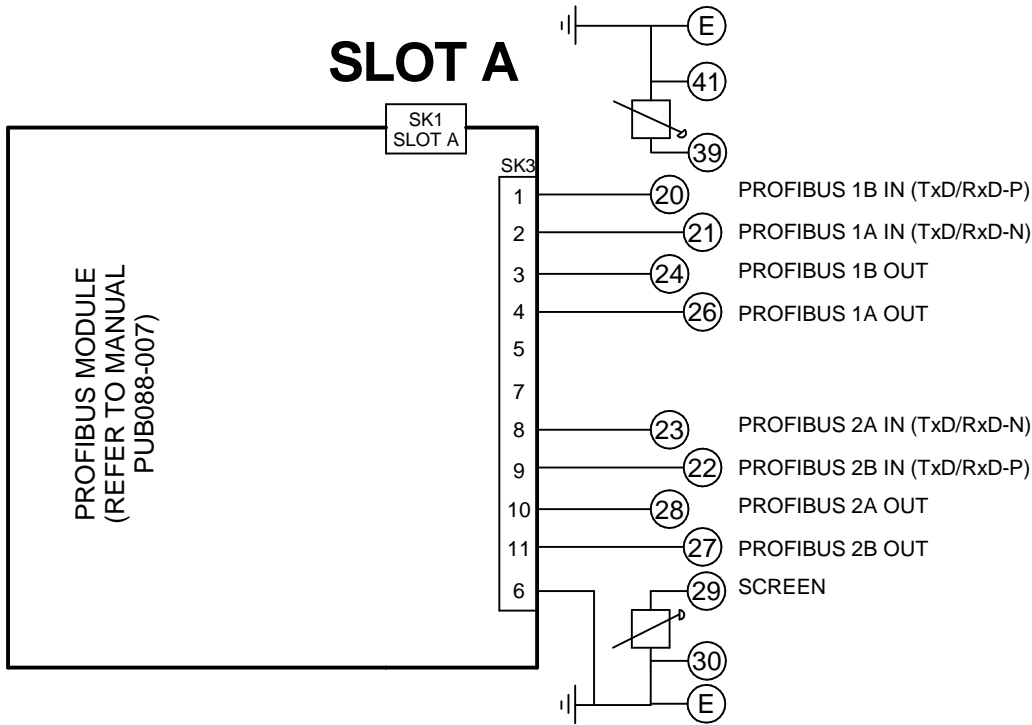 E
SLOT A
41
SK1
SLOT A
39
SK3
1 20 PROFIBUS 1B IN (TxD/RxD-P)
2 21 PROFIBUS 1A IN (TxD/RxD-N)
3 24 PROFIBUS 1B OUT
4 26 PROFIBUS 1A OUT
5
7
8 23 PROFIBUS 2A IN (TxD/RxD-N)
9 22 PROFIBUS 2B IN (TxD/RxD-P)
10 28 PROFIBUS 2A OUT
11 27 PROFIBUS 2B OUT
6 29 SCREEN
30
E
PROFIBUS MODULE
(REFER TO MANUAL
PUB088-007)